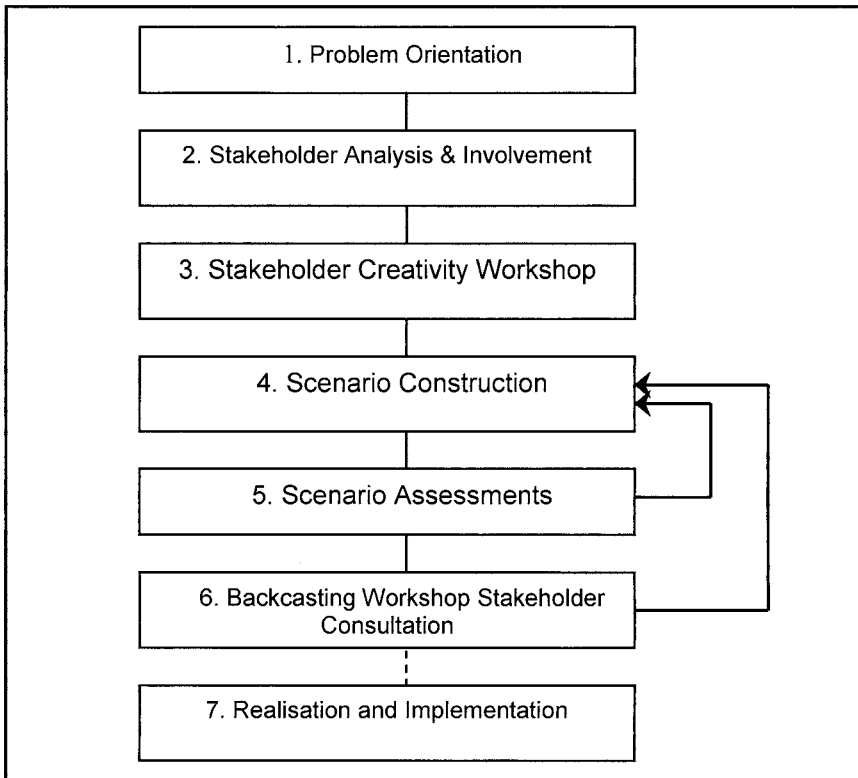 1. Problem Orientation
2. Stakeholder Analysis & Involvement
3. Stakeholder Creativity Workshop
4. Scenario Construction
5. Scenario Assessments
6. Backcasting Workshop Stakeholder
Consultation
7. Realisation and Implementation